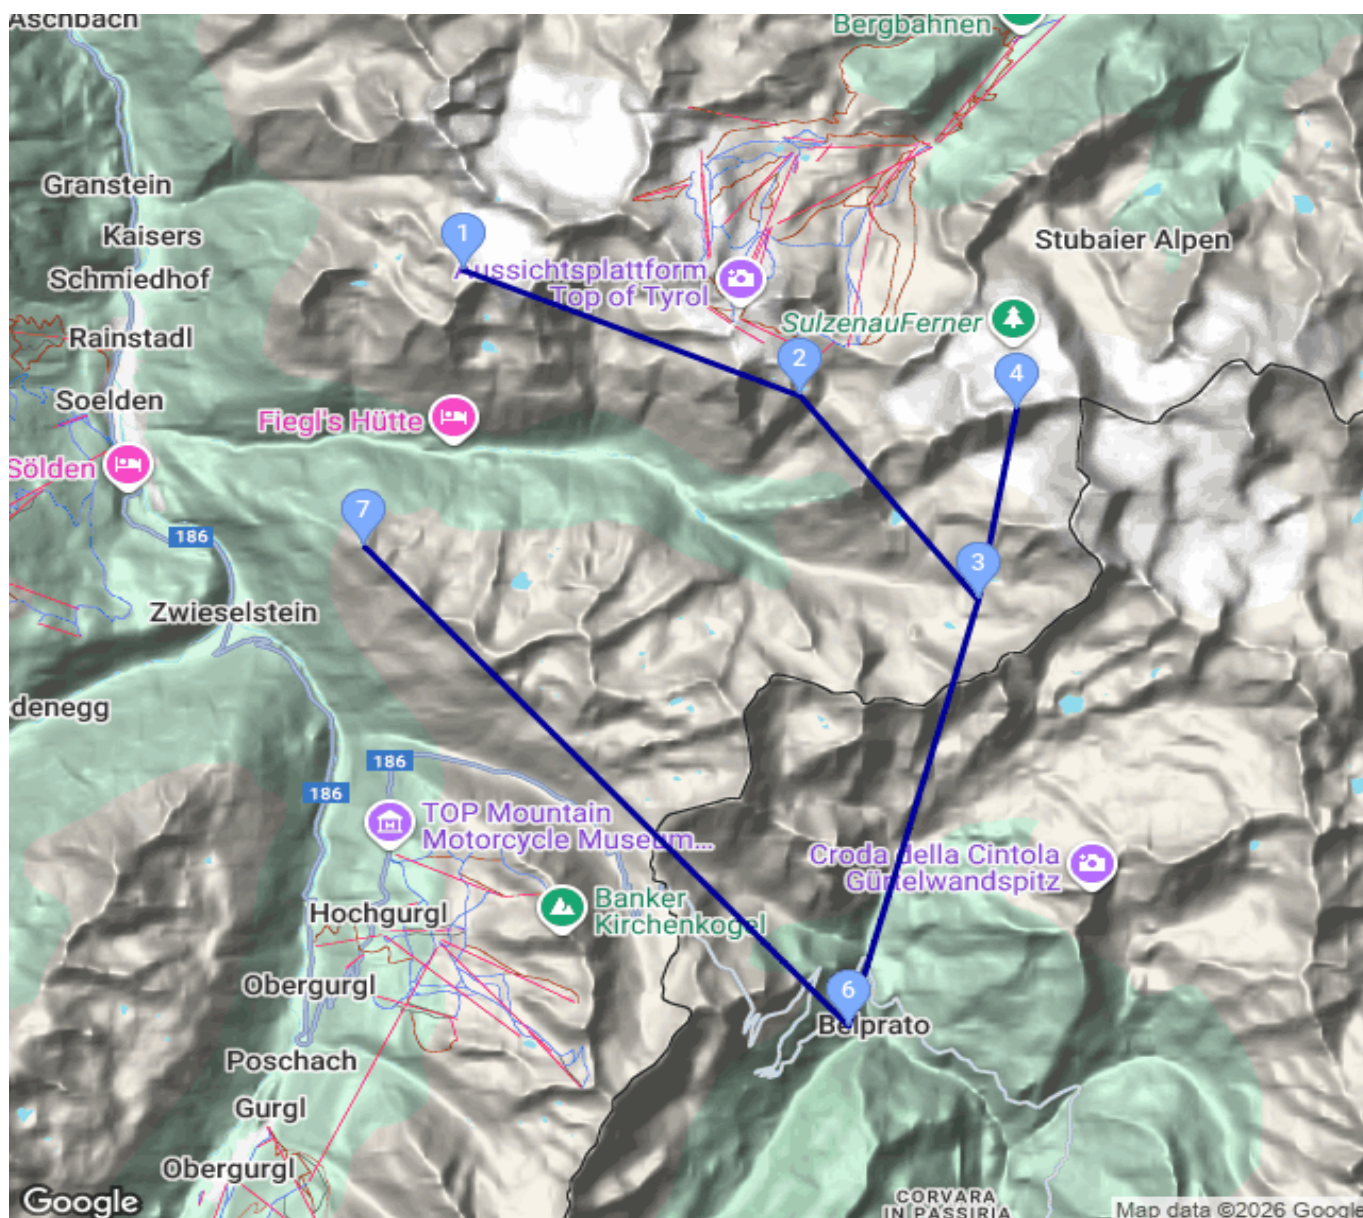 Aschbach
Bergbahnen
Granstein
Kaisers
Schmiedhof
1
Stubaier Alpen
Aussichtsplattform
Top of Tyrol
Rainstadl
SulzenauFerner
2
4
Soelden
Fiegl's Hütte
Sölden
7
186
3
Zwieselstein
denegg
186
186
TOP Mountain
Motorcycle Museum...
Croda della Cintola
Gürtelwandspitz
Hochgurgl
Banker
Kirchenkogel
Obergurgl
6
Belprato
Poschach
Gurgl
Obergurgl
CORVARA
IN PASSIRIA
Google
Map data ©2026 Google